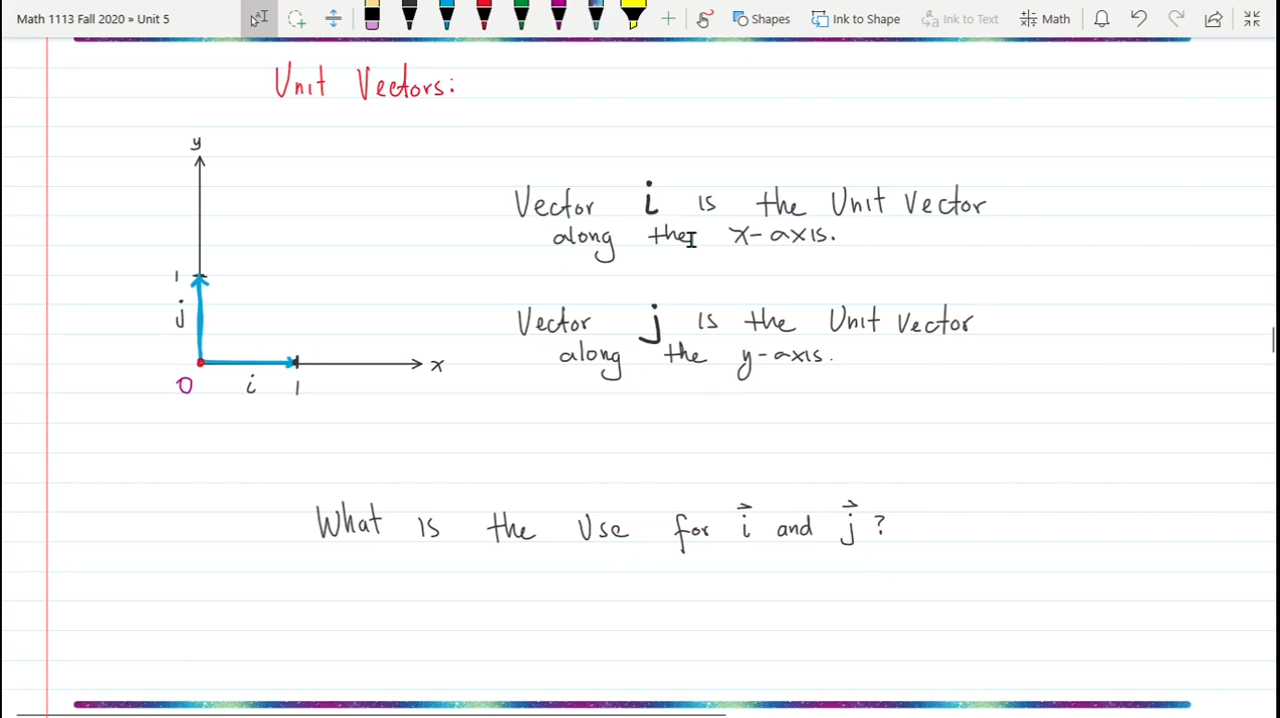 Math 1113 Fall 2020 » Unit 5
Shapes
Ink to Shape
Ink to Text
Math
Unit Vectors:
y
Vector i is the Unit Vector
along the x-axis.
1
j
Vector j is the Unit Vector
along the y-axis.
x
0 i 1
What is the Use for i⃗ and j⃗ ?